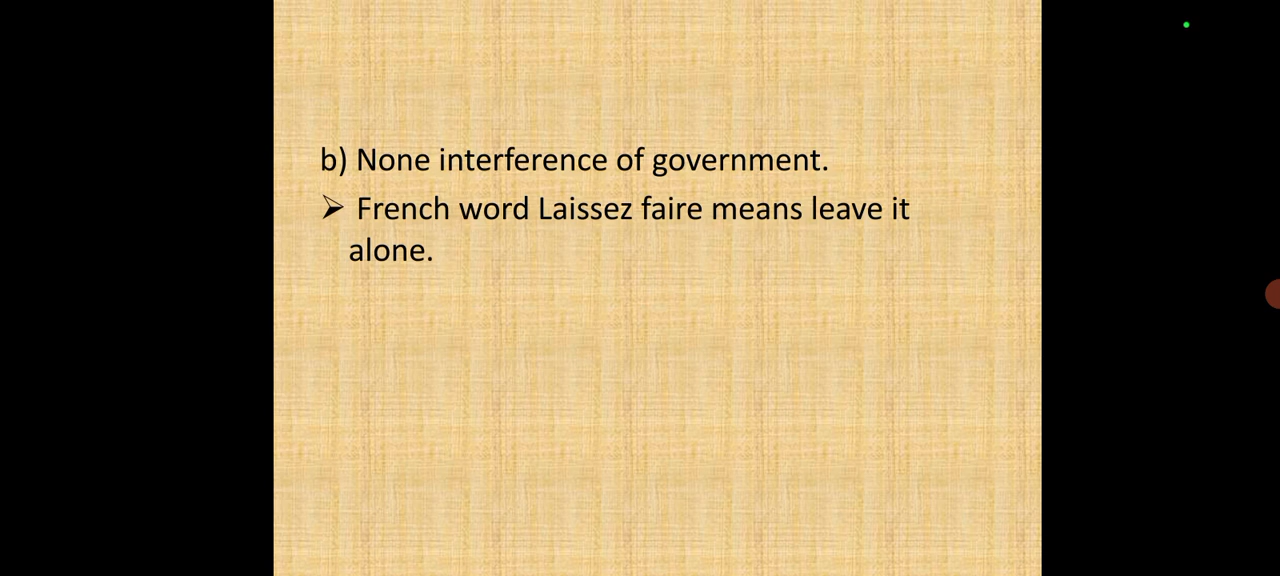 b) None interference of government.
➢ French word Laissez faire means leave it
alone.